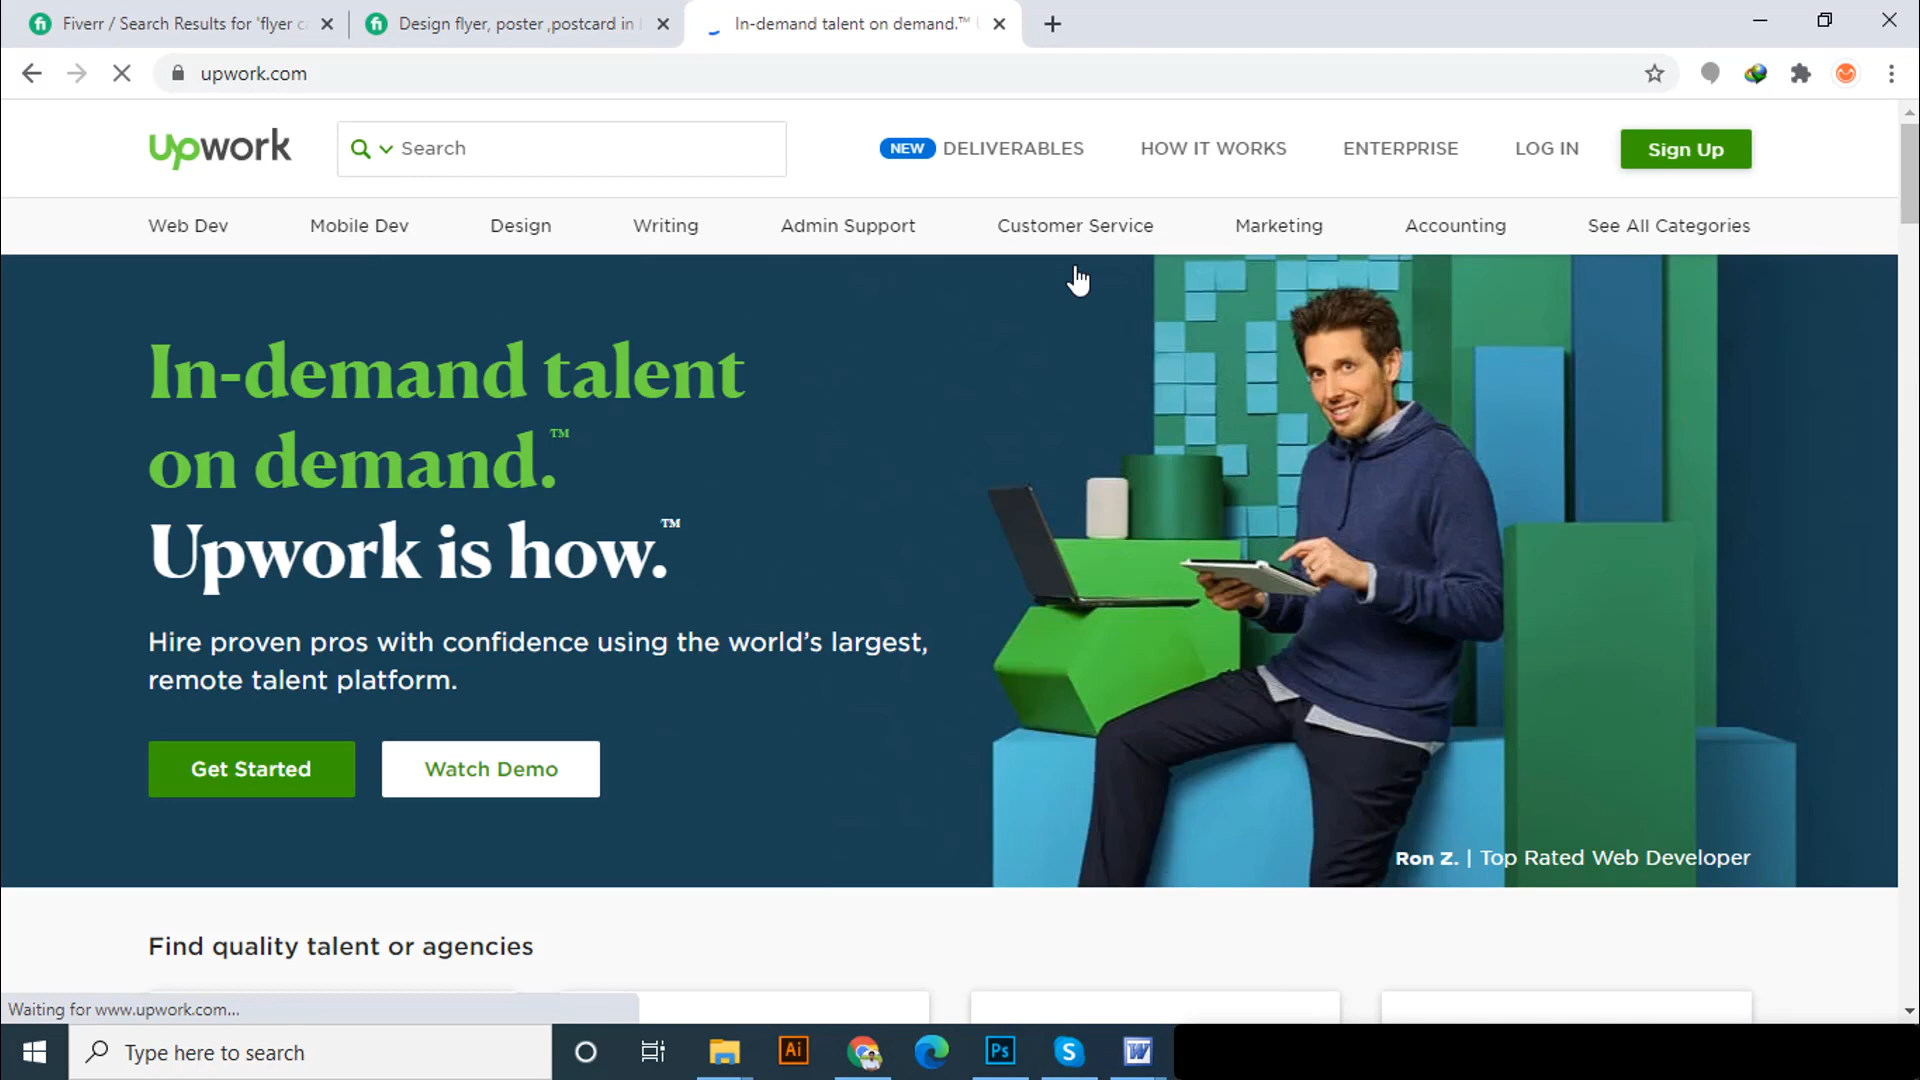 Fiverr / Search Results for 'flyer c
Design flyer, poster ,postcard in
In-demand talent on demand.™
upwork.com
upwork
Search
NEW DELIVERABLES
HOW IT WORKS
ENTERPRISE
LOG IN
Sign Up
Web Dev
Mobile Dev
Design
Writing
Admin Support
Customer Service
Marketing
Accounting
See All Categories
In-demand talent
on demand.™
Upwork is how.™
Hire proven pros with confidence using the world's largest,
remote talent platform.
Get Started
Watch Demo
Ron Z. | Top Rated Web Developer
Find quality talent or agencies
Waiting for www.upwork.com...
Type here to search
Ai
Ps
S
W